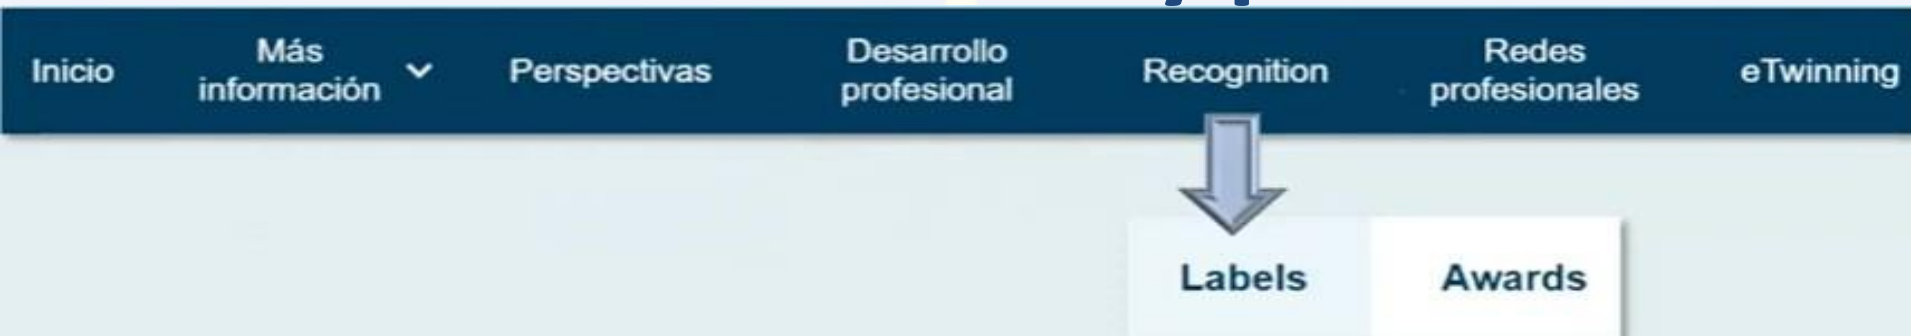 Inicio
Más
información
Perspectivas
Desarrollo
profesional
Recognition
Redes
profesionales
eTwinning
Labels
Awards